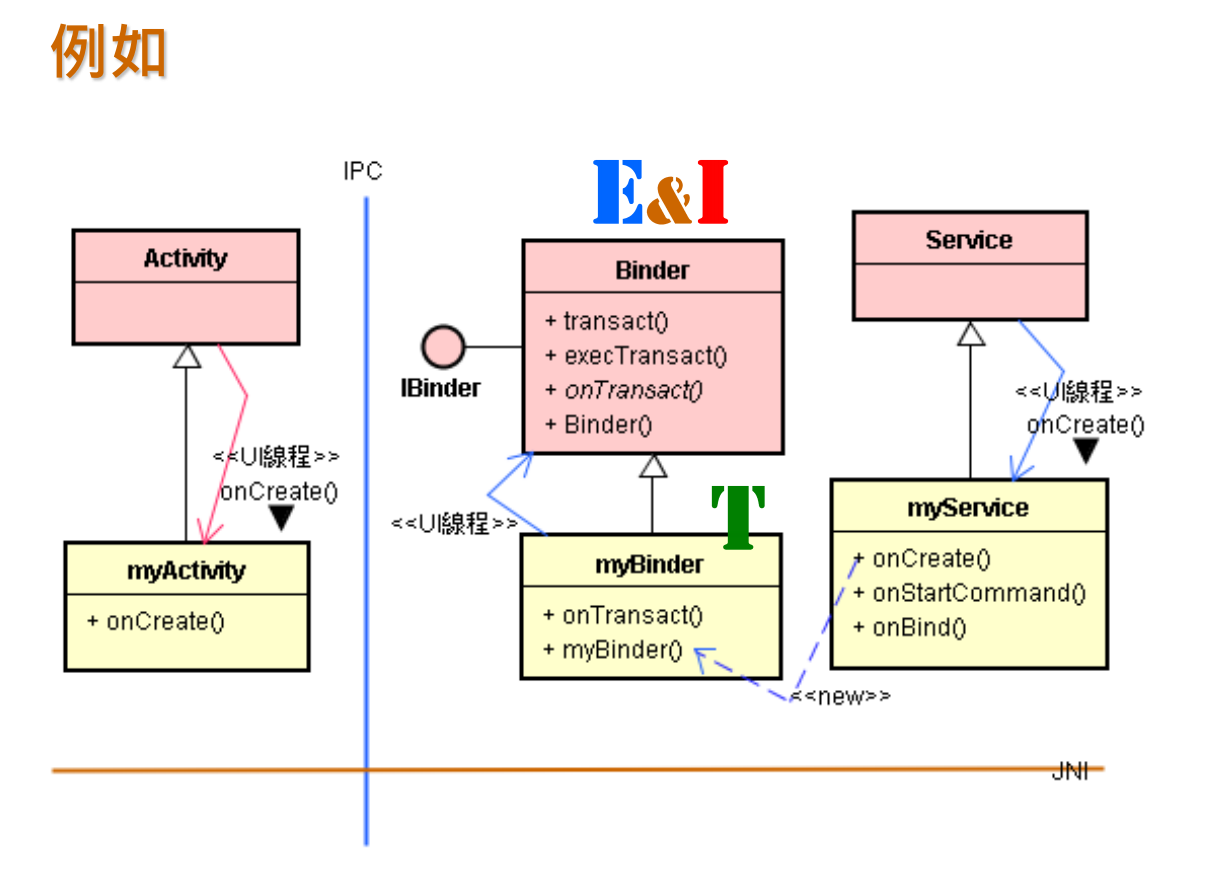 例如
IPC
E&I
Activity
Binder
+ transact()
+ execTransact()
+ onTransact()
+ Binder()
IBinder
Service
<<UI線程>>
onCreate()
<<UI線程>>
onCreate()
<<UI線程>>
T
myActivity
+ onCreate()
myBinder
+ onTransact()
+ myBinder()
myService
+ onCreate()
+ onStartCommand()
+ onBind()
<<new>>
JNI